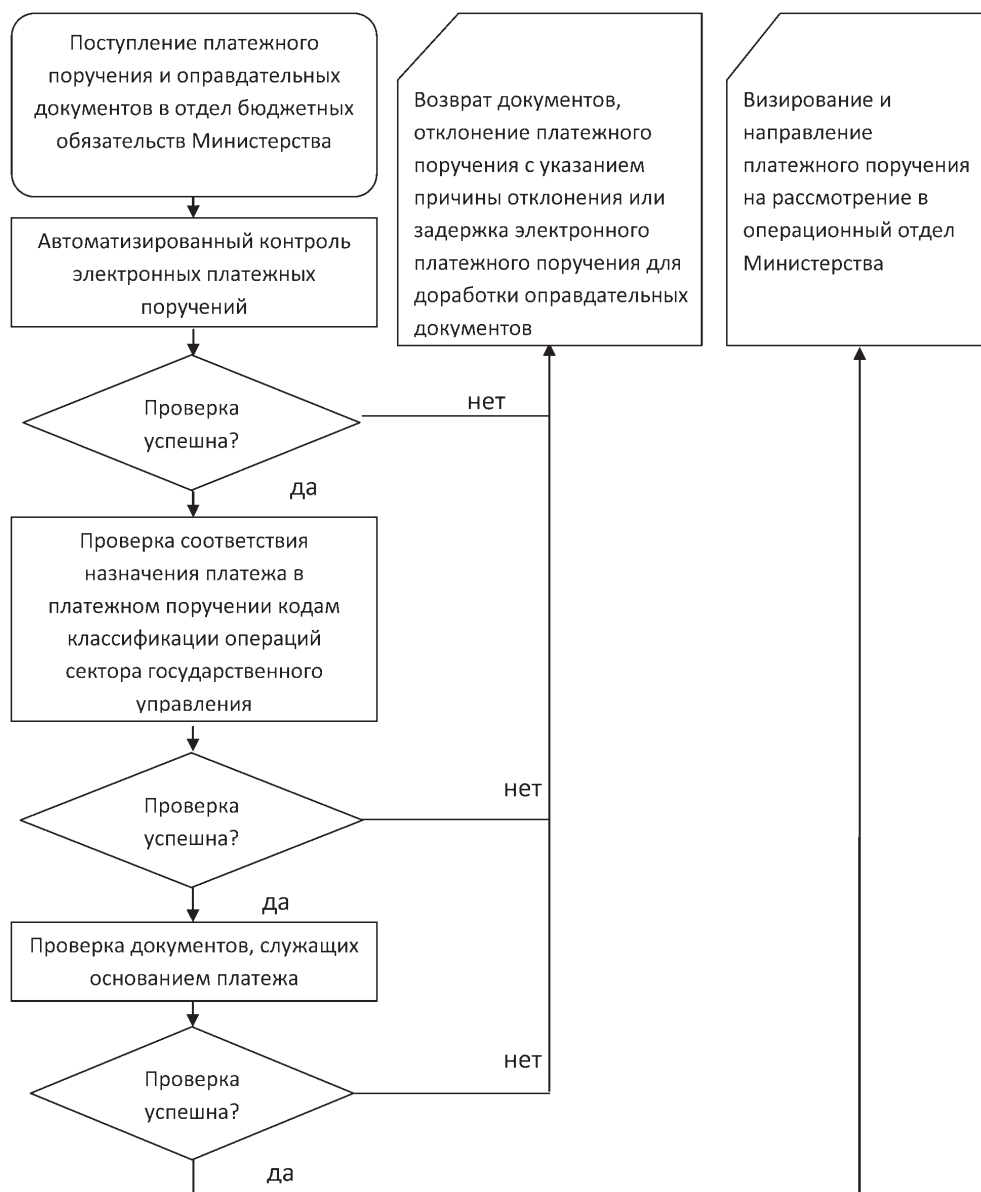 Поступление платежного
поручения и оправдательных
документов в отдел бюджетных
обязательств Министерства
Возврат документов,
отклонение платежного
поручения с указанием
причины отклонения или
задержка электронного
платежного поручения для
доработки оправдательных
документов
Визирование и
направление
платежного поручения
на рассмотрение в
операционный отдел
Министерства
Автоматизированный контроль
электронных платежных
поручений
Проверка
успешна?
нет
да
Проверка соответствия
назначения платежа в
платежном поручении кодам
классификации операций
сектора государственного
управления
Проверка
успешна?
нет
да
Проверка документов, служащих
основанием платежа
Проверка
успешна?
нет
да